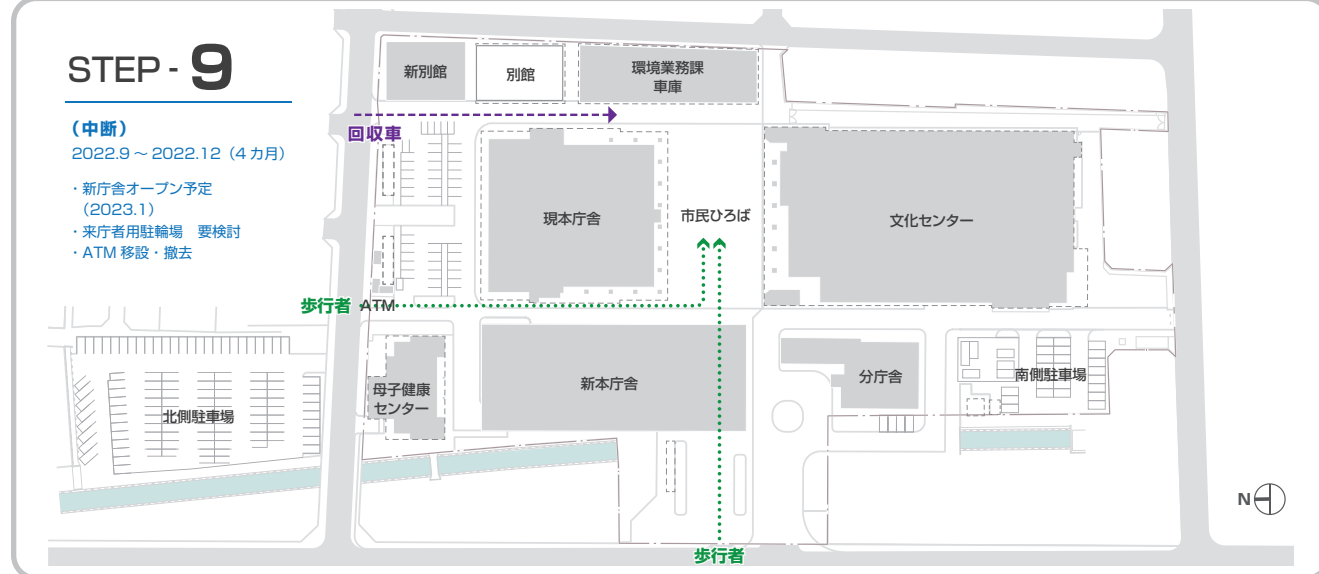 STEP - 9
（中断）
2022.9 ～ 2022.12（4 カ月）
・新庁舎オープン予定
（2023.1）
・来庁者用駐輪場　要検討
・ATM 移設・撤去
新別館
別館
環境業務課
車庫
回収車
現本庁舎
市民ひろば
文化センター
歩行者
ATM
母子健康
センター
新本庁舎
分庁舎
南側駐車場
北側駐車場
N
歩行者